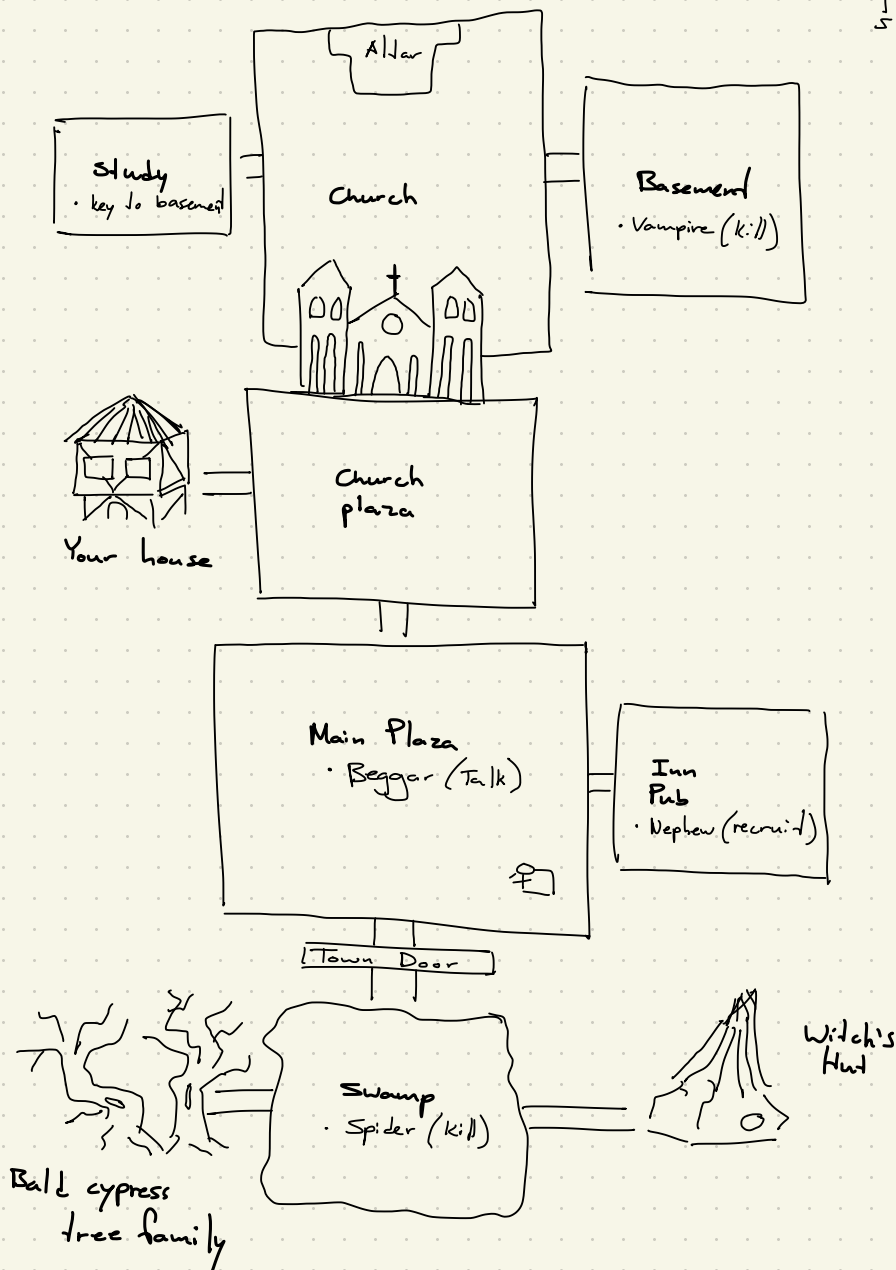 Altar
Study
· key to basement
Church
Basement
· Vampire (kill)
Church
plaza
Your house
Main Plaza
· Beggar (Talk)
Inn
Pub
· Nephew (recruit)
Town Door
Witch's
Hut
Swamp
· Spider (kill)
Bald cypress
tree family